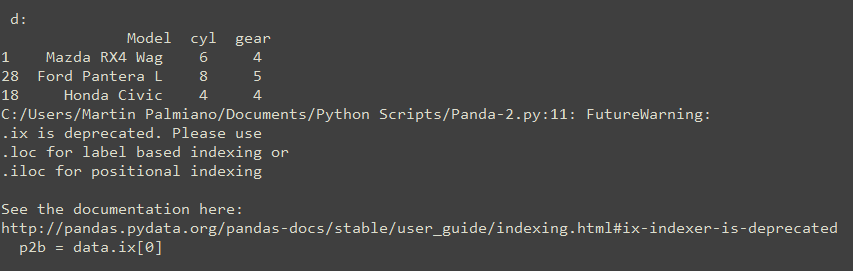 d:
Model cyl gear
1 Mazda RX4 Wag 6 4
28 Ford Pantera L 8 5
18 Honda Civic 4 4
C:/Users/Martin Palmiano/Documents/Python Scripts/Panda-2.py:11: FutureWarning:
.ix is deprecated. Please use
.loc for label based indexing or
.iloc for positional indexing
See the documentation here:
http://pandas.pydata.org/pandas-docs/stable/user_guide/indexing.html#ix-indexer-is-deprecated
p2b = data.ix[0]